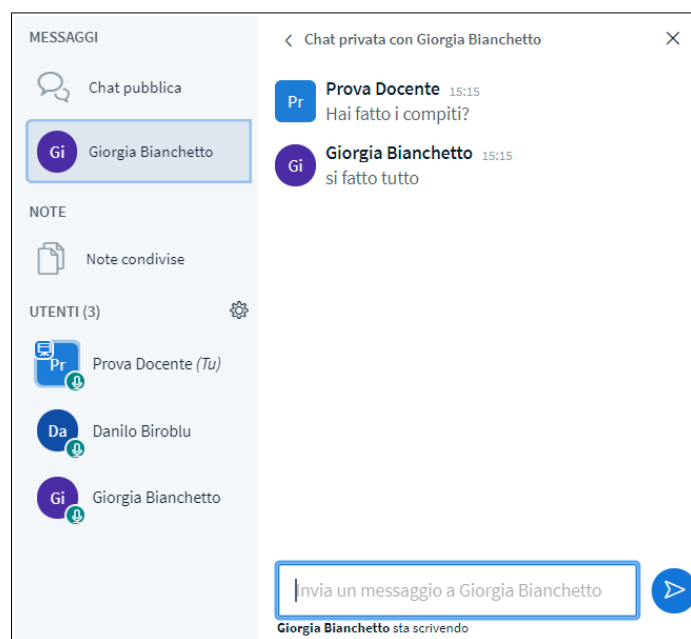 MESSAGGI
Chat pubblica
Gi Giorgia Bianchetto
NOTE
Note condivise
UTENTI (3)
Pr Prova Docente (Tu)
Da Danilo Biroblu
Gi Giorgia Bianchetto
Chat privata con Giorgia Bianchetto
Pr Prova Docente 15:15
Hai fatto i compiti?
Gi Giorgia Bianchetto 15:15
si fatto tutto
Invia un messaggio a Giorgia Bianchetto
Giorgia Bianchetto sta scrivendo